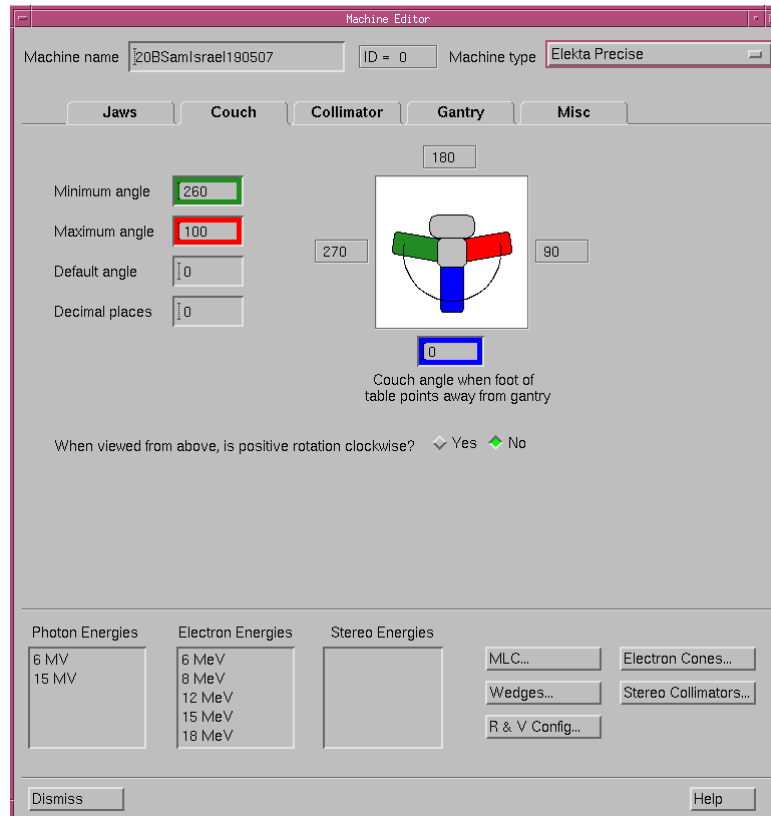 Machine Editor
Machine name 20BSamIsrael190507 ID = 0 Machine type Elekta Precise
Jaws Couch Collimator Gantry Misc
180
Minimum angle 260
Maximum angle 100
270 90
Default angle 0
Decimal places 0
0
Couch angle when foot of
table points away from gantry
When viewed from above, is positive rotation clockwise? Yes No
Photon Energies Electron Energies Stereo Energies
6 MV 6 MeV MLC... Electron Cones...
15 MV 8 MeV
12 MeV Wedges... Stereo Collimators...
15 MeV
18 MeV R & V Config...
Dismiss Help